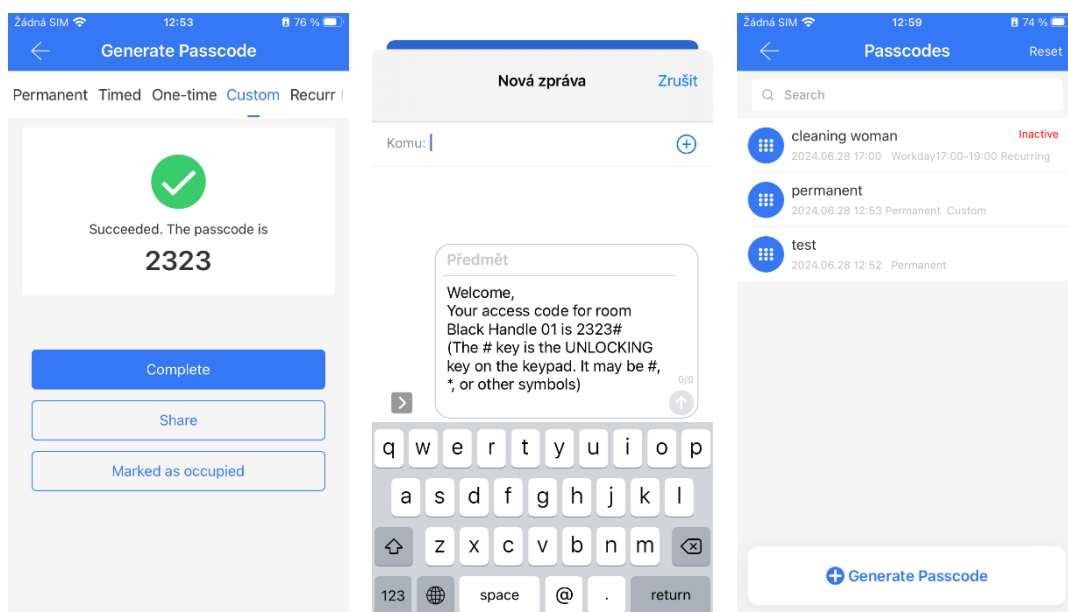 Žádná SIM 12:53 76 %
Generate Passcode
Permanent Timed One-time Custom Recurr
Succeeded. The passcode is
2323
Complete
Share
Marked as occupied
Nová zpráva Zrušit
Komu:
Předmět
Welcome,
Your access code for room
Black Handle 01 is 2323#
(The # key is the UNLOCKING
key on the keypad. It may be #,
*, or other symbols)
0/0
q w e r t y u i o p
a s d f g h j k l
z x c v b n m
123 space @ . return
Žádná SIM 12:59 74 %
Passcodes Reset
Search
cleaning woman Inactive
2024.06.28 17:00 Workday17:00-19:00 Recurring
permanent
2024.06.28 12:53 Permanent Custom
test
2024.06.28 12:52 Permanent
Generate Passcode